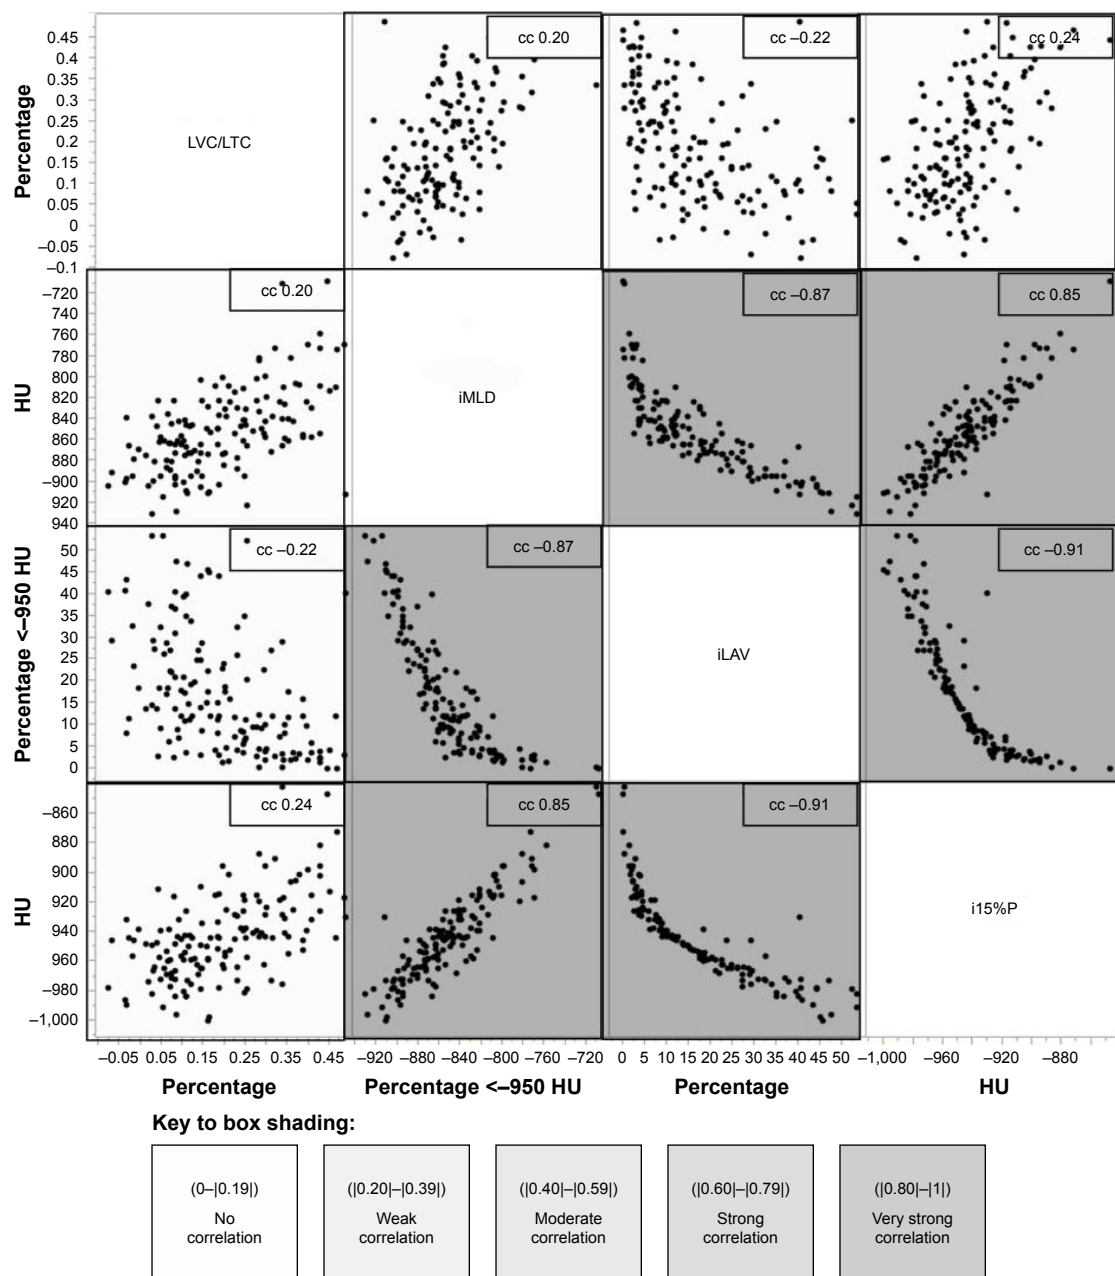 Percentage
0.45
0.4
0.35
0.3
0.25
0.2
0.15
0.1
0.05
0
–0.05
–0.1
LVC/LTC
cc 0.20
cc –0.22
cc 0.24
HU
–720
760
780
800
840
860
880
–900
920
940
cc 0.20
iMLD
cc –0.87
cc 0.85
Percentage <–950 HU
50
45
35
30
25
20
15
10
5
0
cc –0.22
cc –0.87
iLAV
cc –0.91
HU
–860
880
900
940
960
–980
–1,000
cc 0.24
cc 0.85
cc –0.91
i15%P
–0.05 0.05 0.15 0.25 0.35 0.45
–920 –880 –840 –800 –760 –720
0 5 15 25 30 35 40 45 50
–1,000 –960 –920 –880
Percentage
Percentage <–950 HU
Percentage
HU
Key to box shading:
(0–|0.19|)
No
correlation
(|0.20|–|0.39|)
Weak
correlation
(|0.40|–|0.59|)
Moderate
correlation
(|0.60|–|0.79|)
Strong
correlation
(|0.80|–|1|)
Very strong
correlation